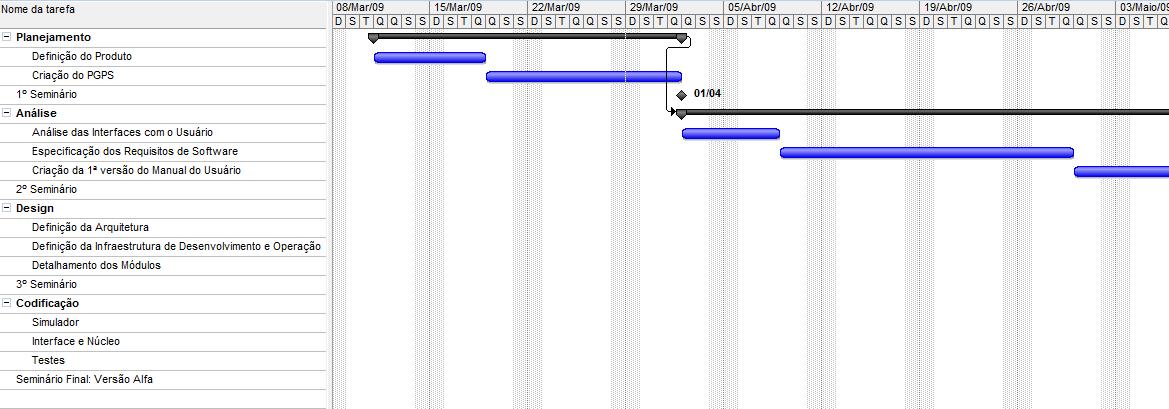 Nome da tarefa
08/Mar/09 15/Mar/09 22/Mar/09 29/Mar/09 05/Abr/09 12/Abr/09 19/Abr/09 26/Abr/09 03/Maio/0
D S T Q Q S S D S T Q Q S S D S T Q Q S S D S T Q Q S S D S T Q Q S S D S T Q Q S S D S T Q Q S S D S T Q Q S S D S T Q
Planejamento
Definição do Produto
Criação do PGPS
1º Seminário 01/04
Análise
Análise das Interfaces com o Usuário
Especificação dos Requisitos de Software
Criação da 1ª versão do Manual do Usuário
2º Seminário
Design
Definição da Arquitetura
Definição da Infraestrutura de Desenvolvimento e Operação
Detalhamento dos Módulos
3º Seminário
Codificação
Simulador
Interface e Núcleo
Testes
Seminário Final: Versão Alfa